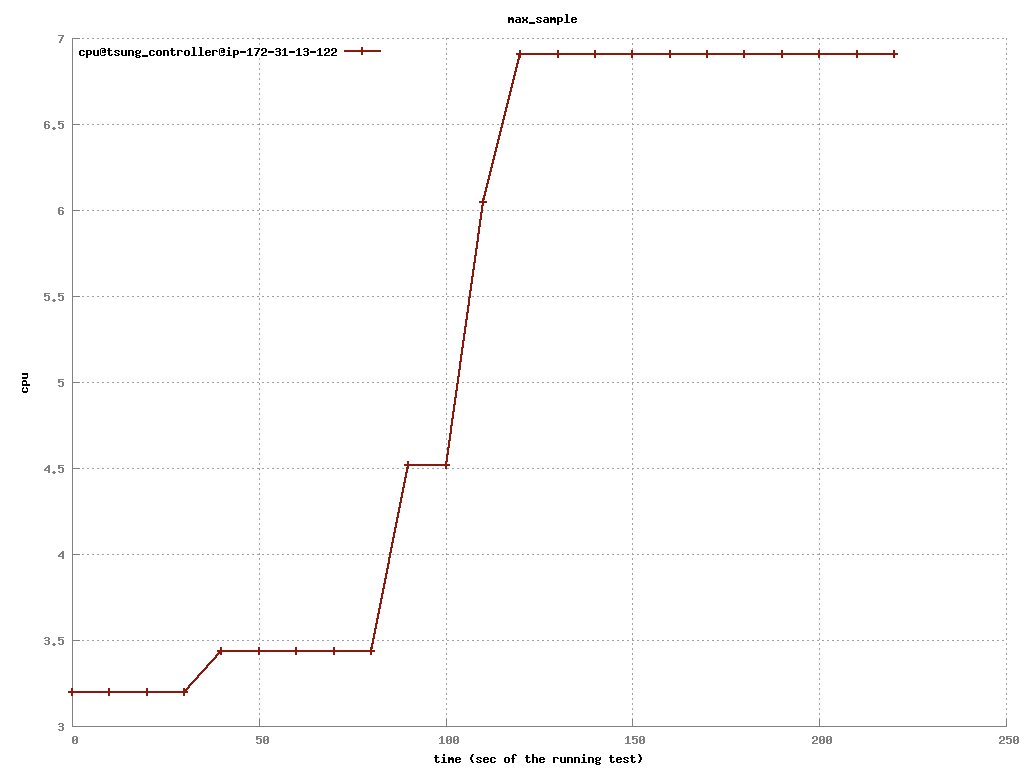 max_sample
cpu@tsung_controller@ip-172-31-13-122
7
6.5
6
5.5
5
4.5
4
3.5
3
cpu
0 50 100 150 200 250
time (sec of the running test)